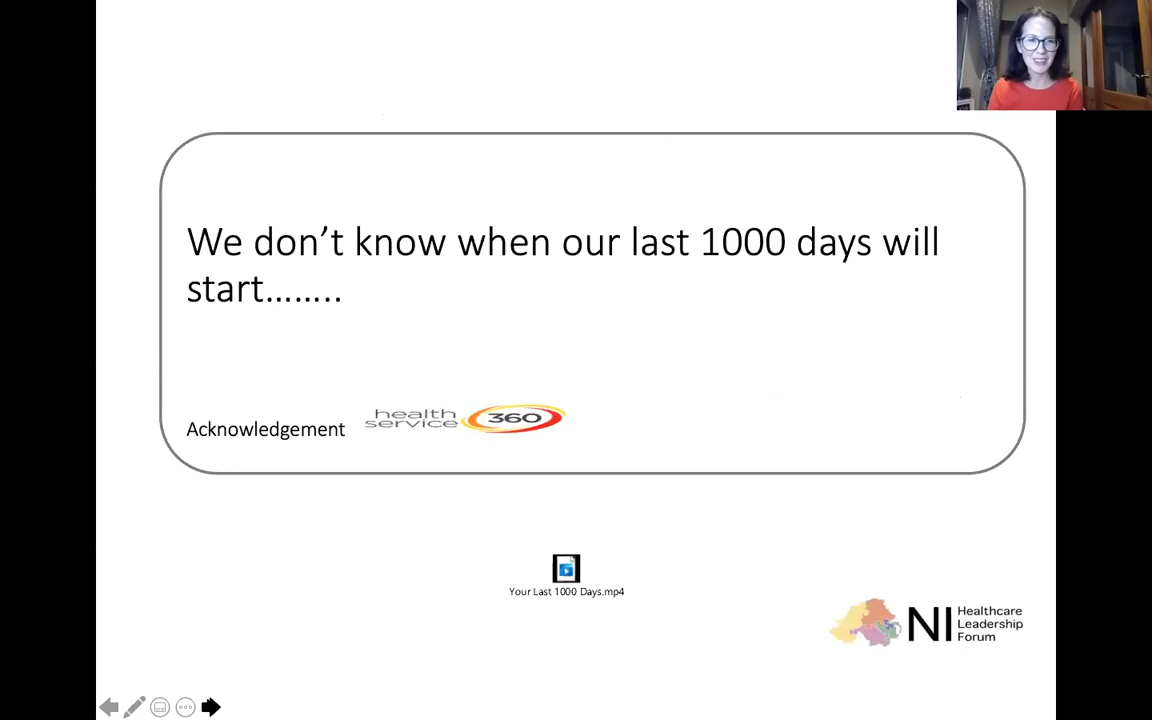 We don’t know when our last 1000 days will
start........
Acknowledgement
health
service
360
Your Last 1000 Days.mp4
NI
Healthcare
Leadership
Forum